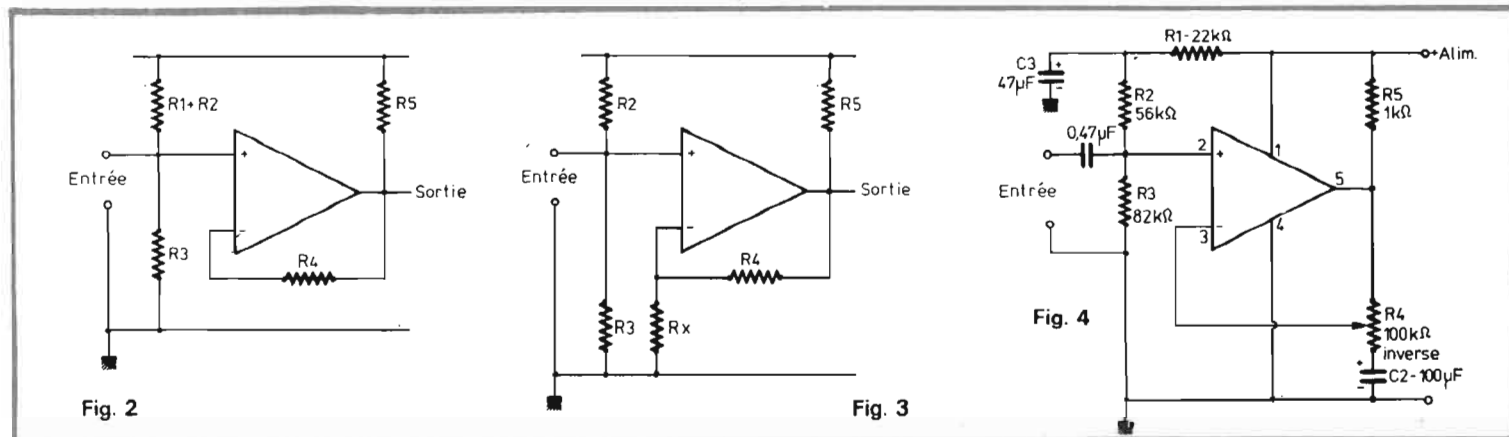 R1+R2
R5
+
Entrée
Sortie
-
R3
R4
Fig. 2
R2
R5
+
Entrée
Sortie
-
R4
R3
Rx
Fig. 3
R1-22kΩ
+Alim.
C3
47µF
+
-
R2
56kΩ
R5
1kΩ
0,47µF
2
+
1
5
Entrée
R3
82kΩ
3
-
4
Fig. 4
R4
100kΩ
inverse
+
-
C2-100µF